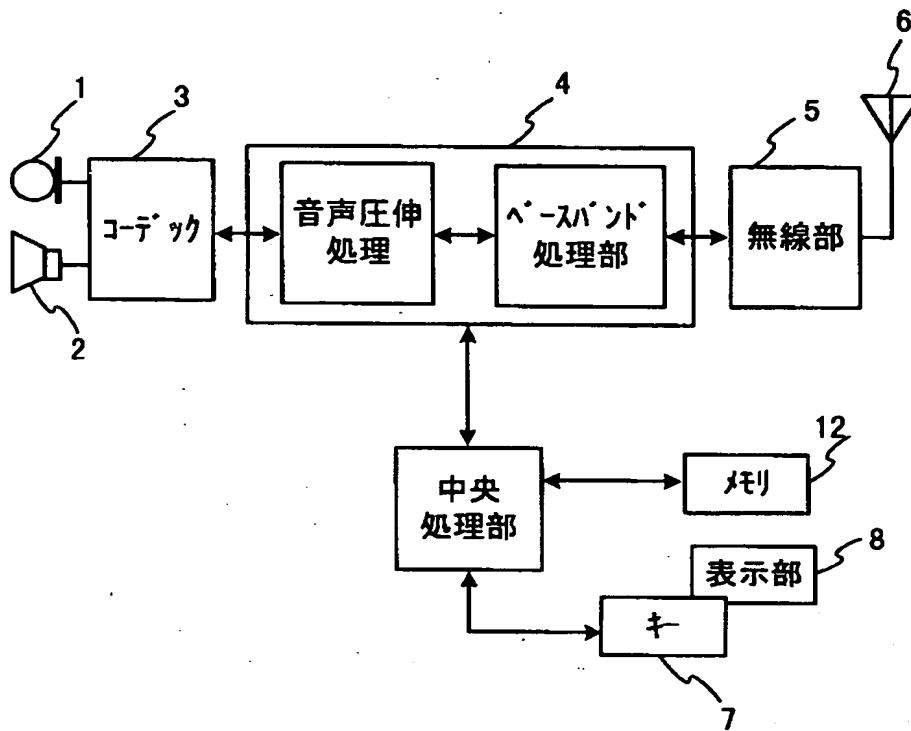 6
1
3
4
5
コーデック
音声圧伸
処理
ベースバンド
処理部
無線部
2
中央
処理部
12
メモリ
8
表示部
キー
7